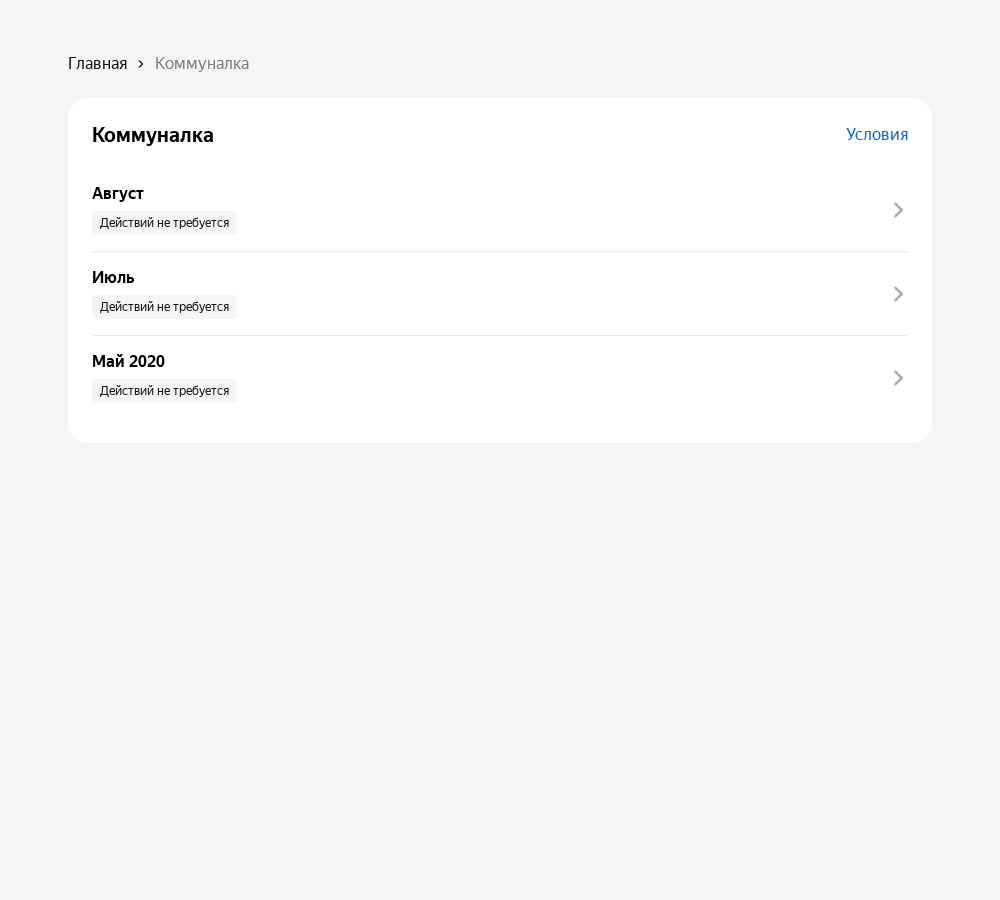 Главная
Коммуналка
Коммуналка
Условия
Август
Действий не требуется
Июль
Действий не требуется
Май 2020
Действий не требуется